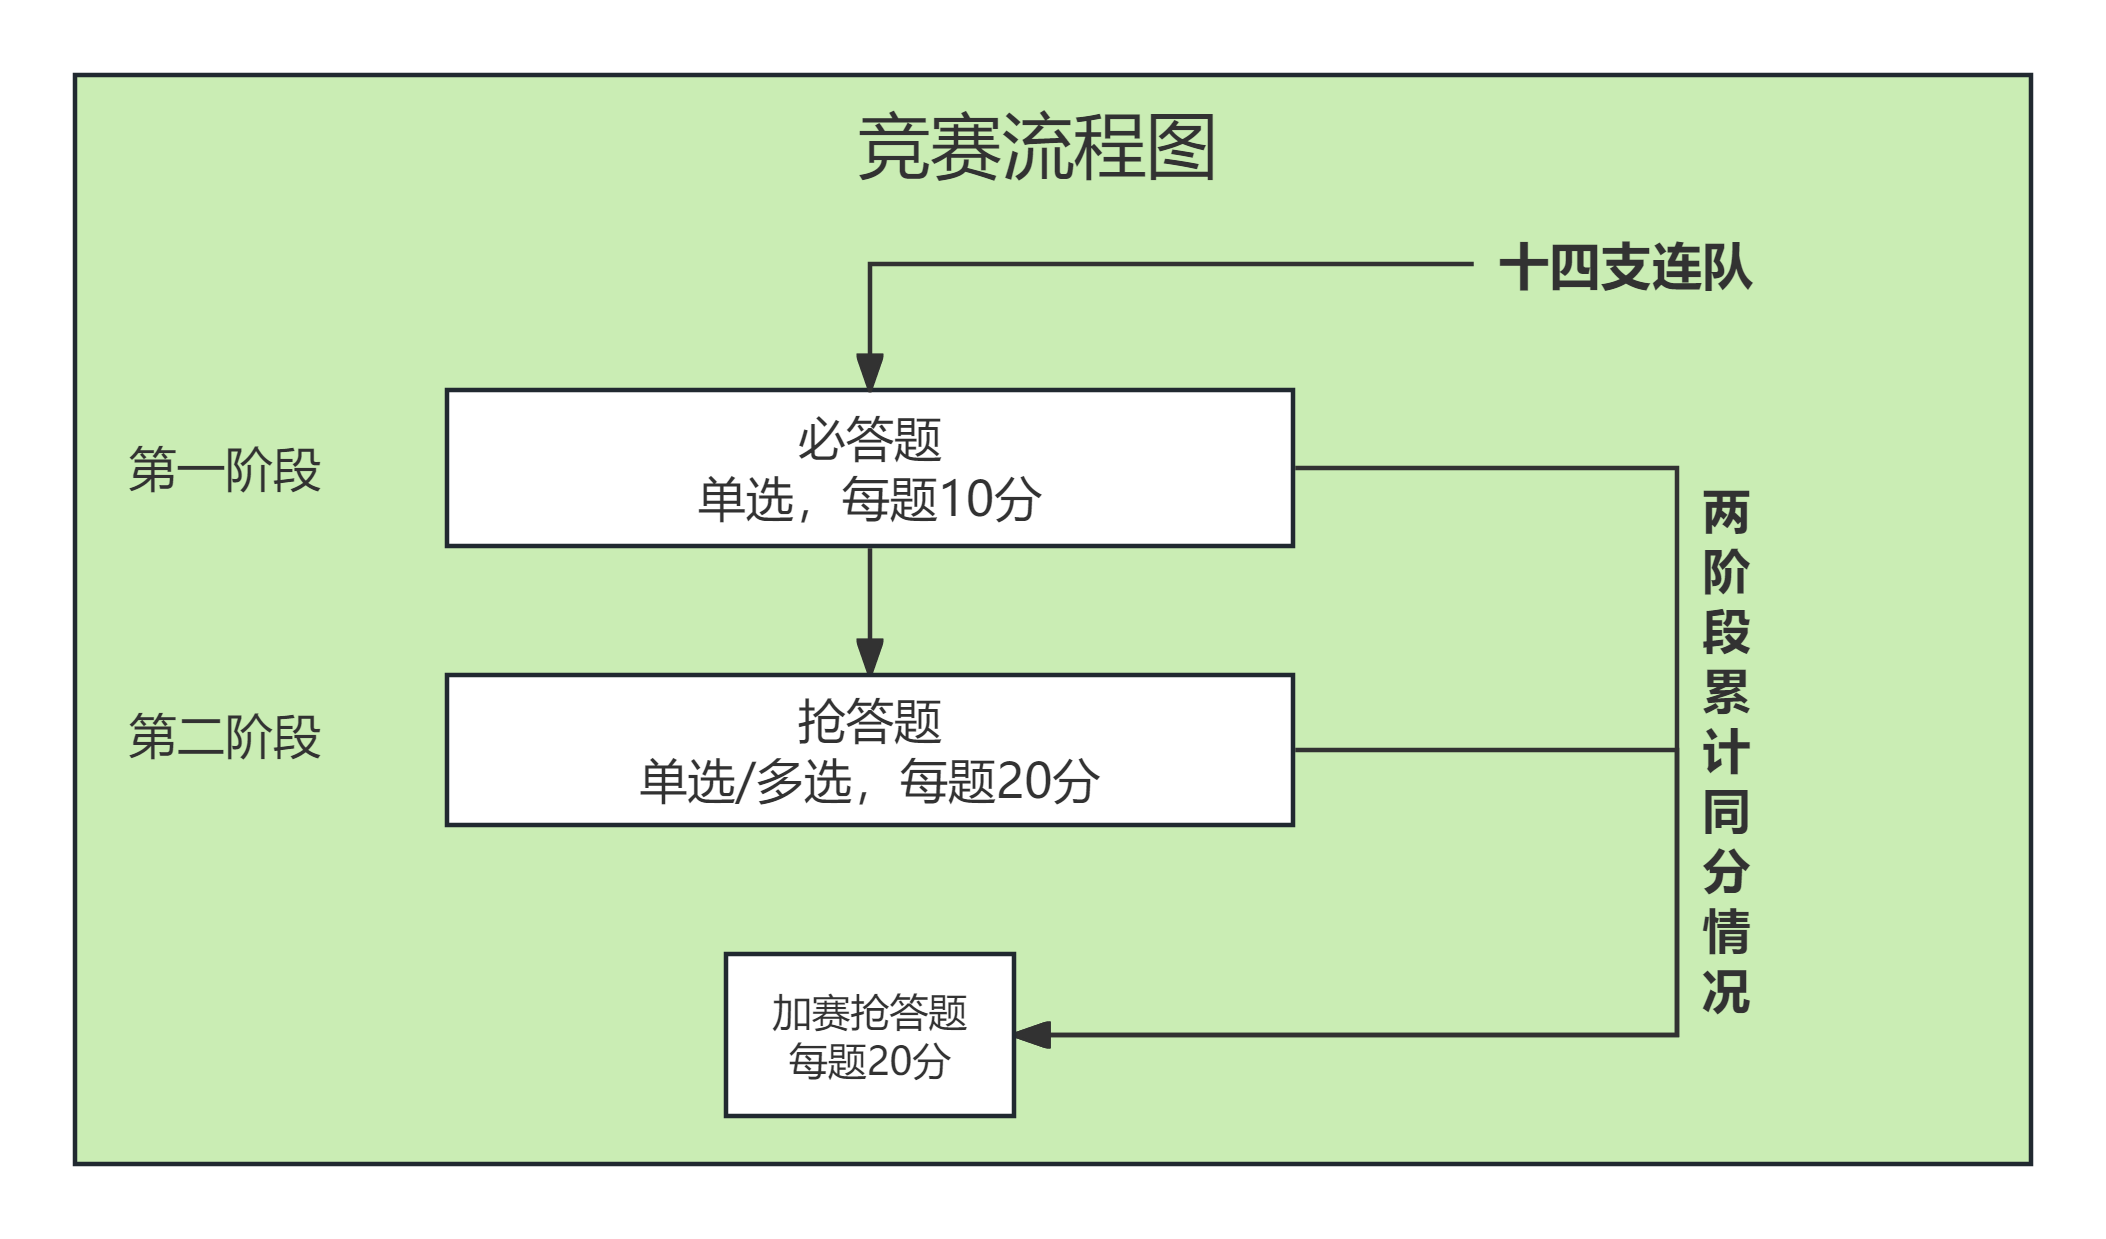 竞赛流程图
十四支连队
第一阶段
必答题
单选，每题10分
第二阶段
抢答题
单选/多选，每题20分
两阶段累计同分情况
加赛抢答题
每题20分